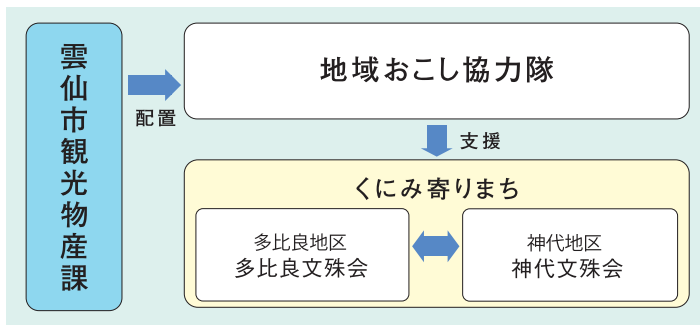 雲仙市観光物産課
配置
地域おこし協力隊
支援
くにみ寄りまち
多比良地区
多比良文殊会
神代地区
神代文殊会